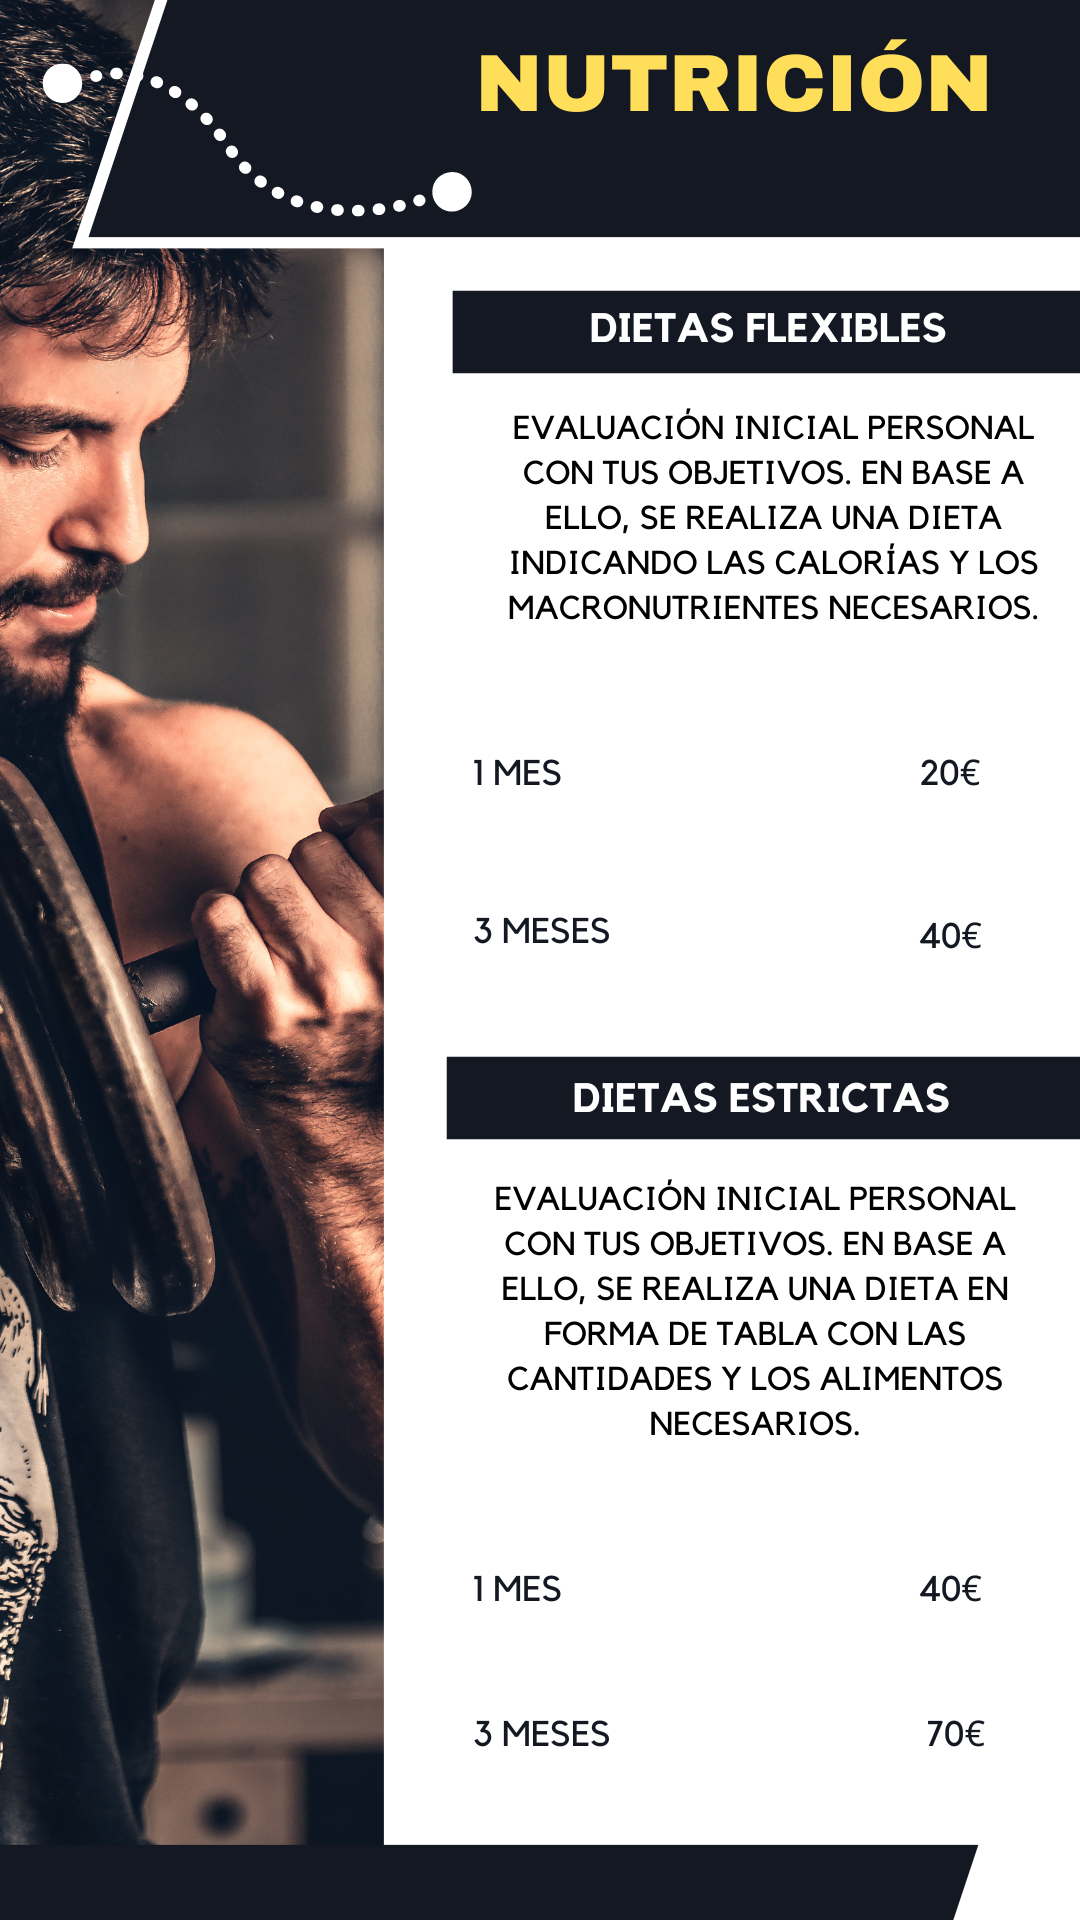 NUTRICIÓN
DIETAS FLEXIBLES
EVALUACIÓN INICIAL PERSONAL
CON TUS OBJETIVOS. EN BASE A
ELLO, SE REALIZA UNA DIETA
INDICANDO LAS CALORÍAS Y LOS
MACRONUTRIENTES NECESARIOS.
1 MES 20€
3 MESES 40€
DIETAS ESTRICTAS
EVALUACIÓN INICIAL PERSONAL
CON TUS OBJETIVOS. EN BASE A
ELLO, SE REALIZA UNA DIETA EN
FORMA DE TABLA CON LAS
CANTIDADES Y LOS ALIMENTOS
NECESARIOS.
1 MES 40€
3 MESES 70€